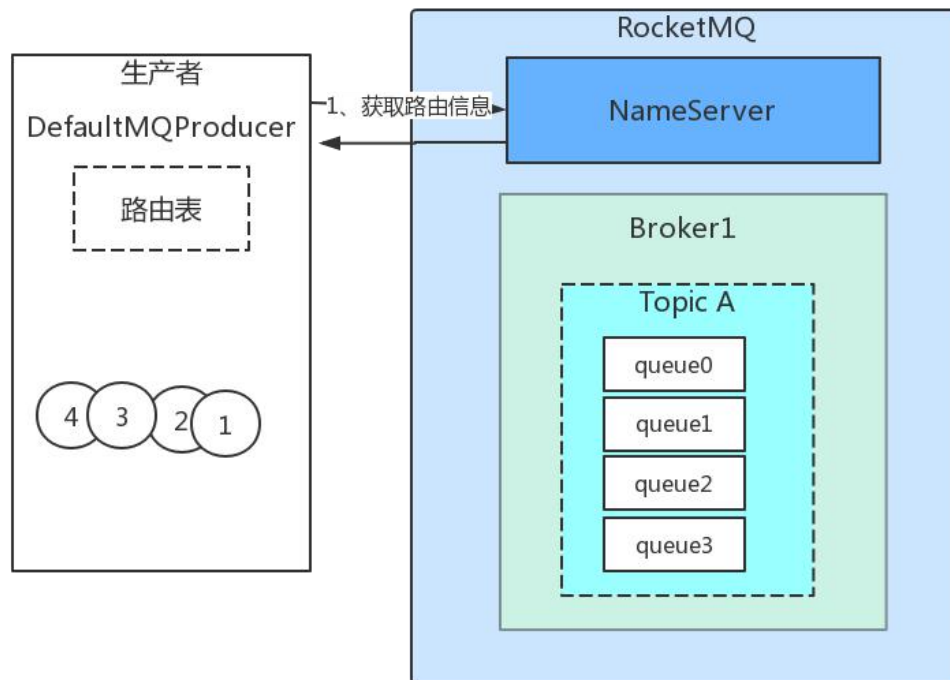 RocketMQ
生产者
DefaultMQProducer
1、获取路由信息
NameServer
路由表
Broker1
Topic A
queue0
queue1
queue2
queue3
4
3
2
1